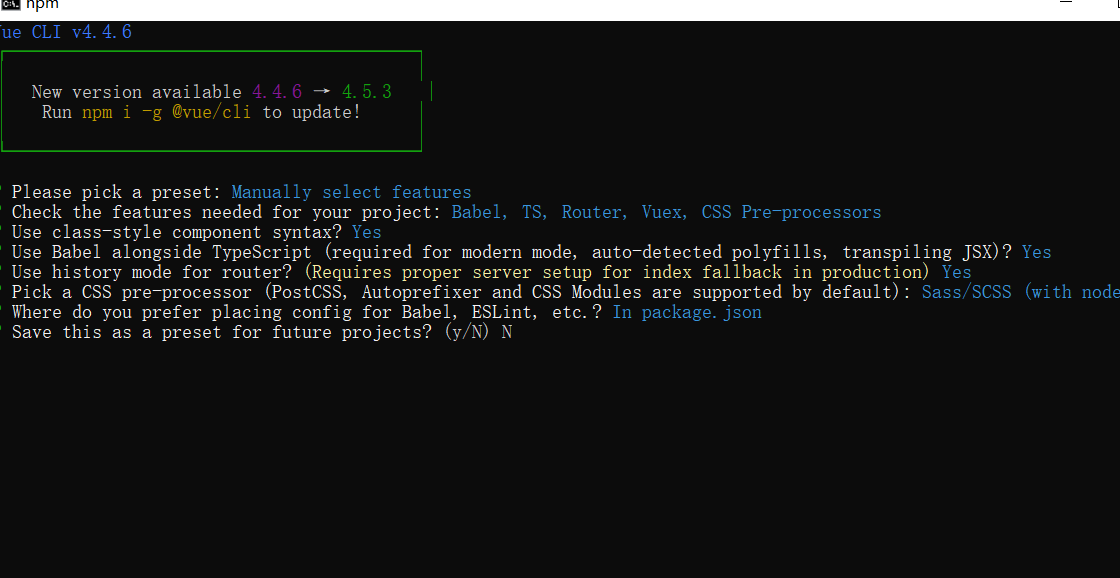 npm
ue CLI v4.4.6
New version available 4.4.6 → 4.5.3
Run npm i -g @vue/cli to update!
Please pick a preset: Manually select features
Check the features needed for your project: Babel, TS, Router, Vuex, CSS Pre-processors
Use class-style component syntax? Yes
Use Babel alongside TypeScript (required for modern mode, auto-detected polyfills, transpiling JSX)? Yes
Use history mode for router? (Requires proper server setup for index fallback in production) Yes
Pick a CSS pre-processor (PostCSS, Autoprefixer and CSS Modules are supported by default): Sass/SCSS (with node
Where do you prefer placing config for Babel, ESLint, etc.? In package.json
Save this as a preset for future projects? (y/N) N